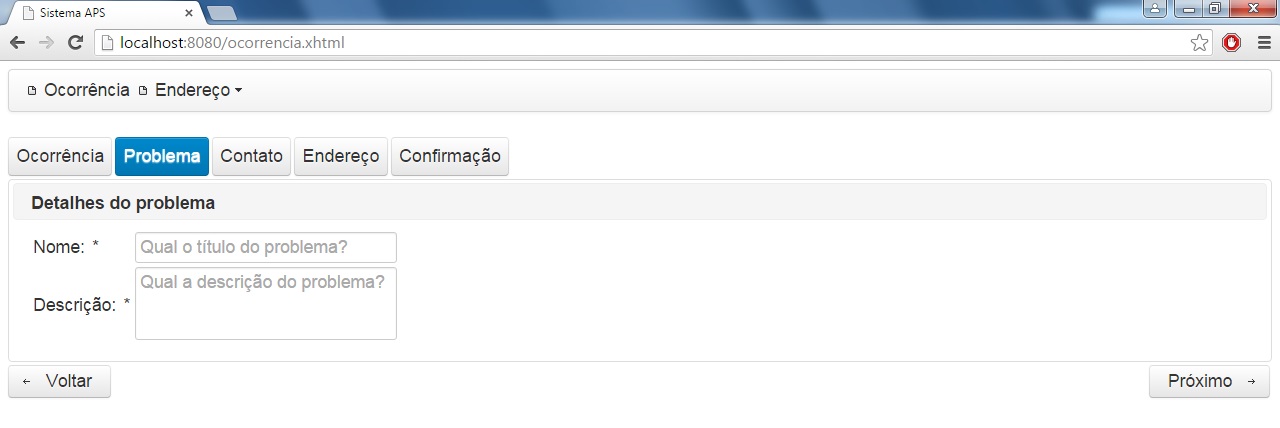 Sistema APS
localhost:8080/ocorrencia.xhtml
Ocorrência Endereço
Ocorrência Problema Contato Endereço Confirmação
Detalhes do problema
Nome: * Qual o título do problema?
Descrição: * Qual a descrição do problema?
Voltar Próximo